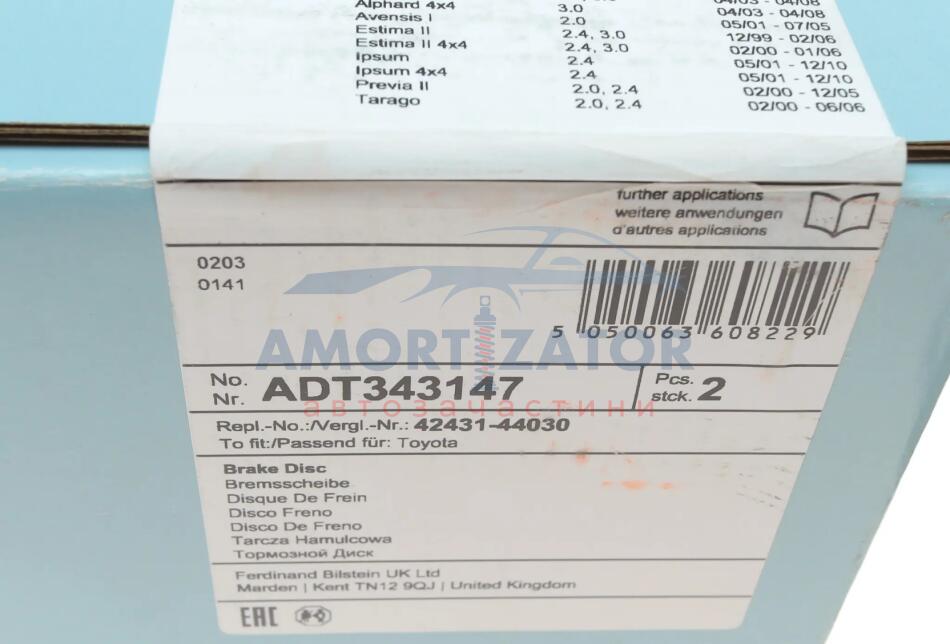 Alphard 4x4 3.0 04/03 - 04/08
Avensis I 2.0 05/01 - 07/05
Estima II 2.4, 3.0 12/99 - 02/06
Estima II 4x4 2.4, 3.0 02/00 - 01/06
Ipsum 2.4 05/01 - 12/10
Ipsum 4x4 2.4 05/01 - 12/10
Previa II 2.0, 2.4 02/00 - 12/05
Tarago 2.0, 2.4 02/00 - 06/06
further applications
weitere anwendungen
d'autres applications
0203
0141
5 050063 608229
AMORTIZATOR
автозапчастини
No. ADT343147 Pcs. 2
Nr. stck.
Repl.-No.:/Vergl.-Nr.: 42431-44030
To fit:/Passend für: Toyota
Brake Disc
Bremsscheibe
Disque De Frein
Disco Freno
Disco De Freno
Tarcza Hamulcowa
Тормозной Диск
Ferdinand Bilstein UK Ltd
Marden | Kent TN12 9QJ | United Kingdom
EAC